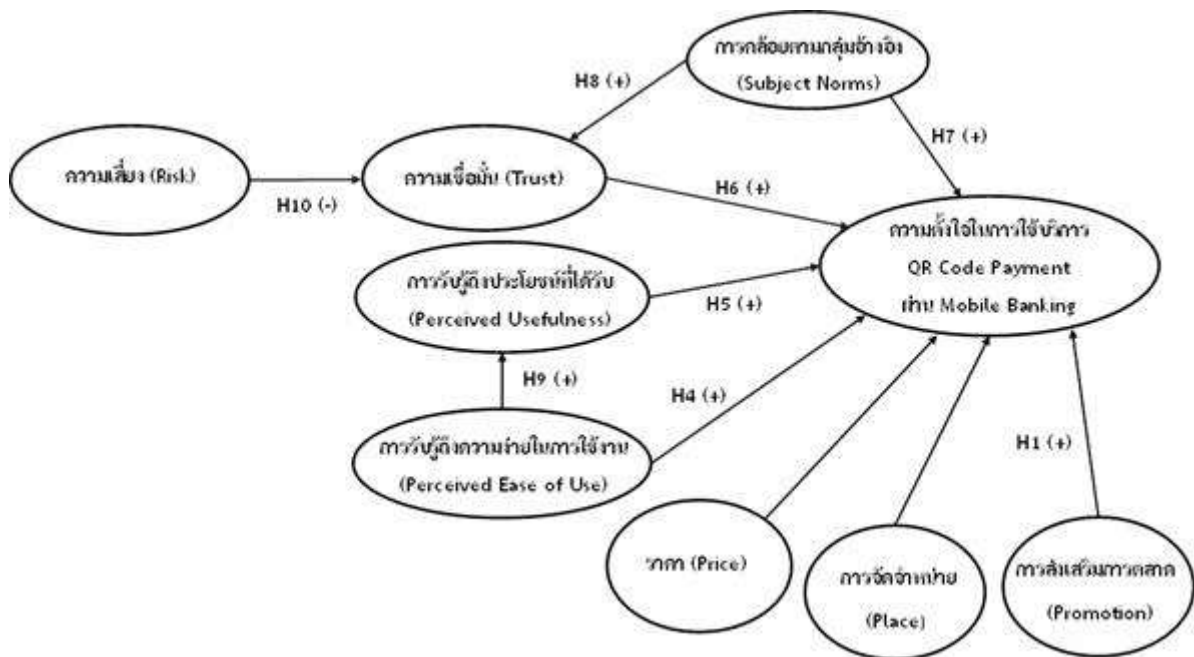 การคล้อยตามกลุ่มอ้างอิง
(Subject Norms)
H8 (+)
H7 (+)
ความเสี่ยง (Risk)
H10 (-)
ความเชื่อมั่น (Trust)
H6 (+)
ความตั้งใจในการใช้บริการ
QR Code Payment
ผ่าน Mobile Banking
การรับรู้ถึงประโยชน์ที่ได้รับ
(Perceived Usefulness)
H5 (+)
H9 (+)
H4 (+)
การรับรู้ถึงความง่ายในการใช้งาน
(Perceived Ease of Use)
H1 (+)
ราคา (Price)
การจัดจำหน่าย
(Place)
การส่งเสริมการตลาด
(Promotion)